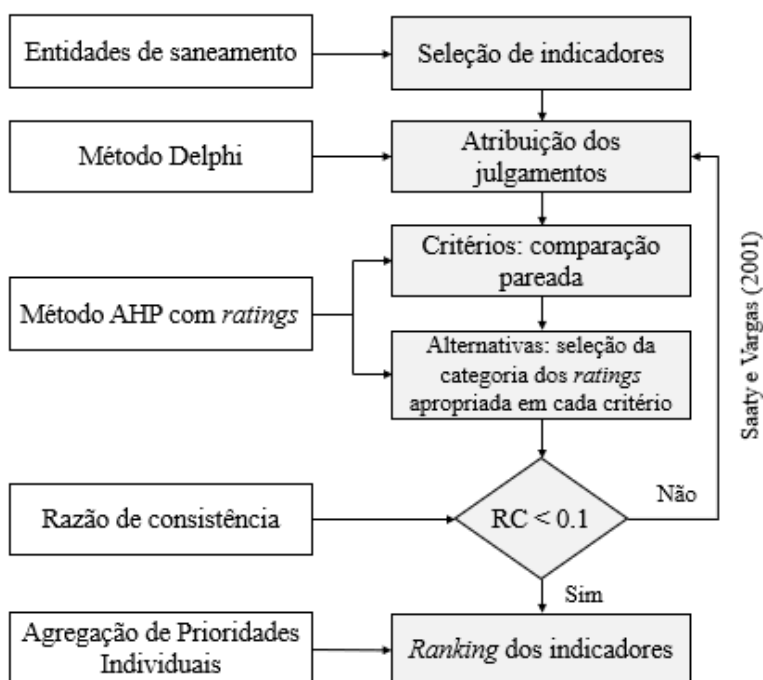 Entidades de saneamento
Seleção de indicadores
Método Delphi
Atribuição dos
julgamentos
Critérios: comparação
pareada
Método AHP com ratings
Alternativas: seleção da
categoria dos ratings
apropriada em cada critério
Saaty e Vargas (2001)
Razão de consistência
RC < 0.1
Não
Sim
Agregação de Prioridades
Individuais
Ranking dos indicadores